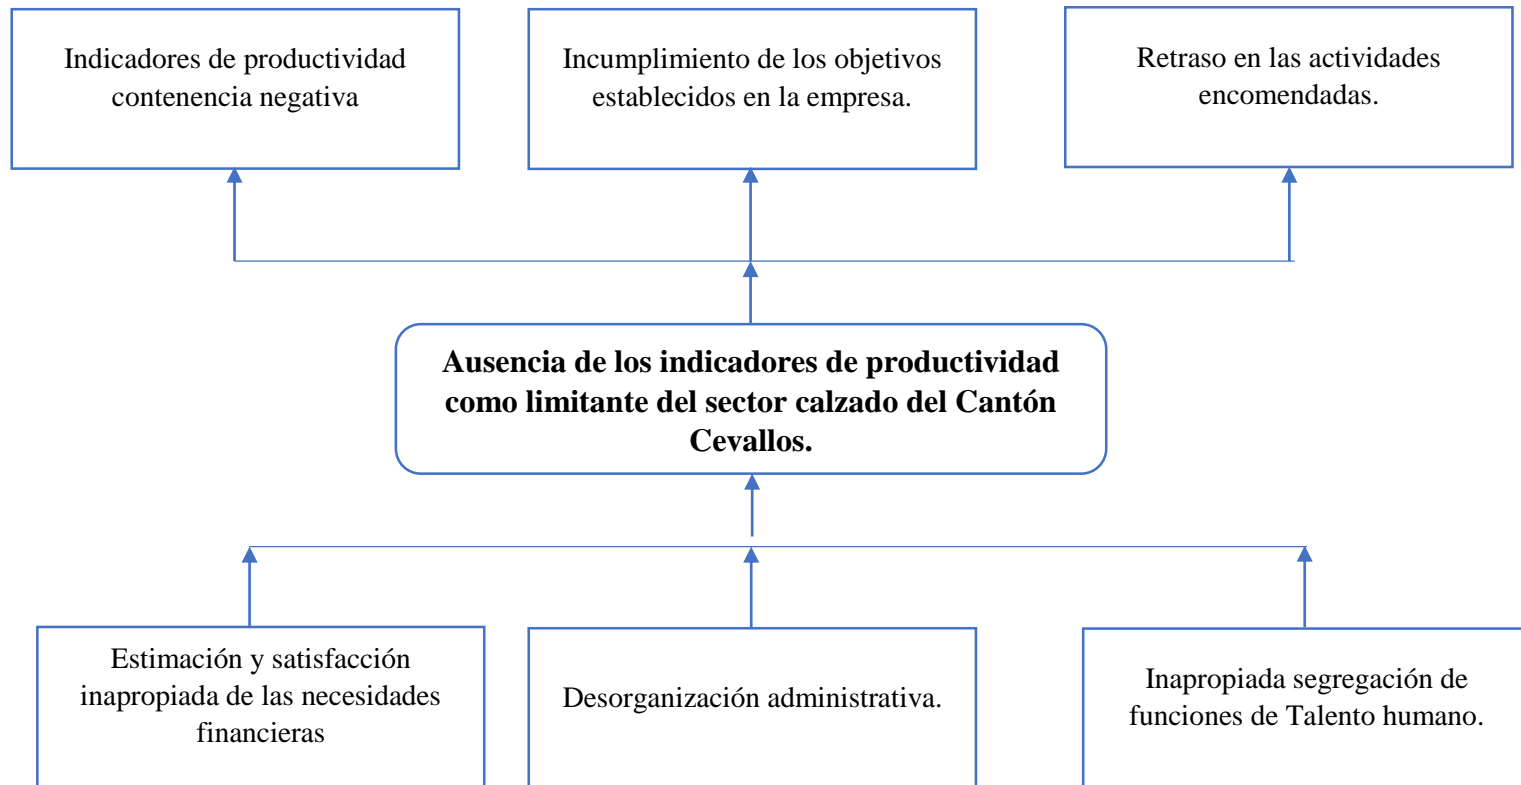 Indicadores de productividad
contenencia negativa
Incumplimiento de los objetivos
establecidos en la empresa.
Retraso en las actividades
encomendadas.
Ausencia de los indicadores de productividad
como limitante del sector calzado del Cantón
Cevallos.
Estimación y satisfacción
inapropiada de las necesidades
financieras
Desorganización administrativa.
Inapropiada segregación de
funciones de Talento humano.